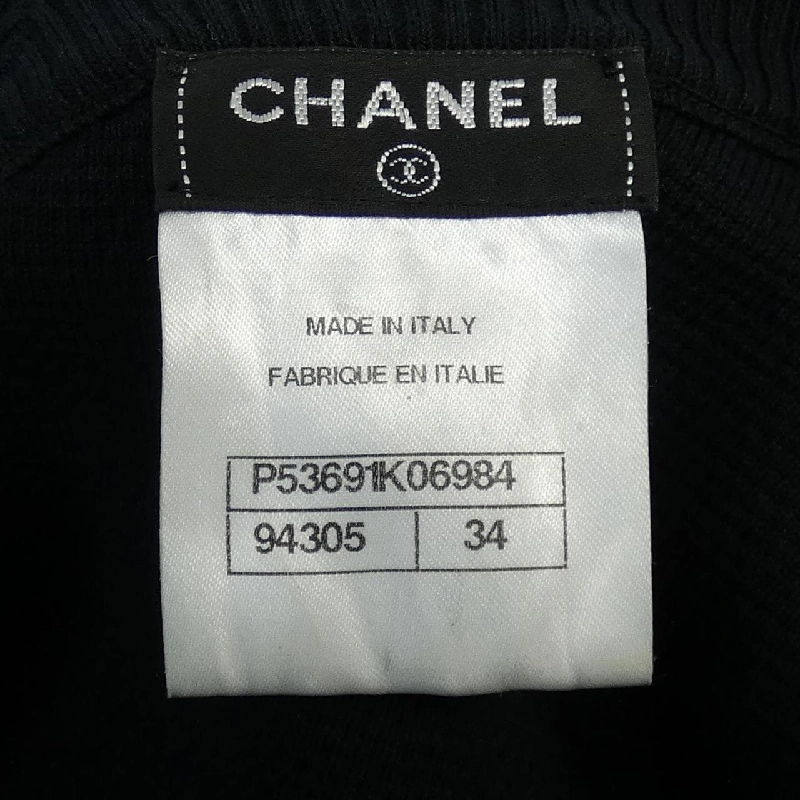 CHANEL
MADE IN ITALY
FABRIQUE EN ITALIE
P53691K06984
94305 34